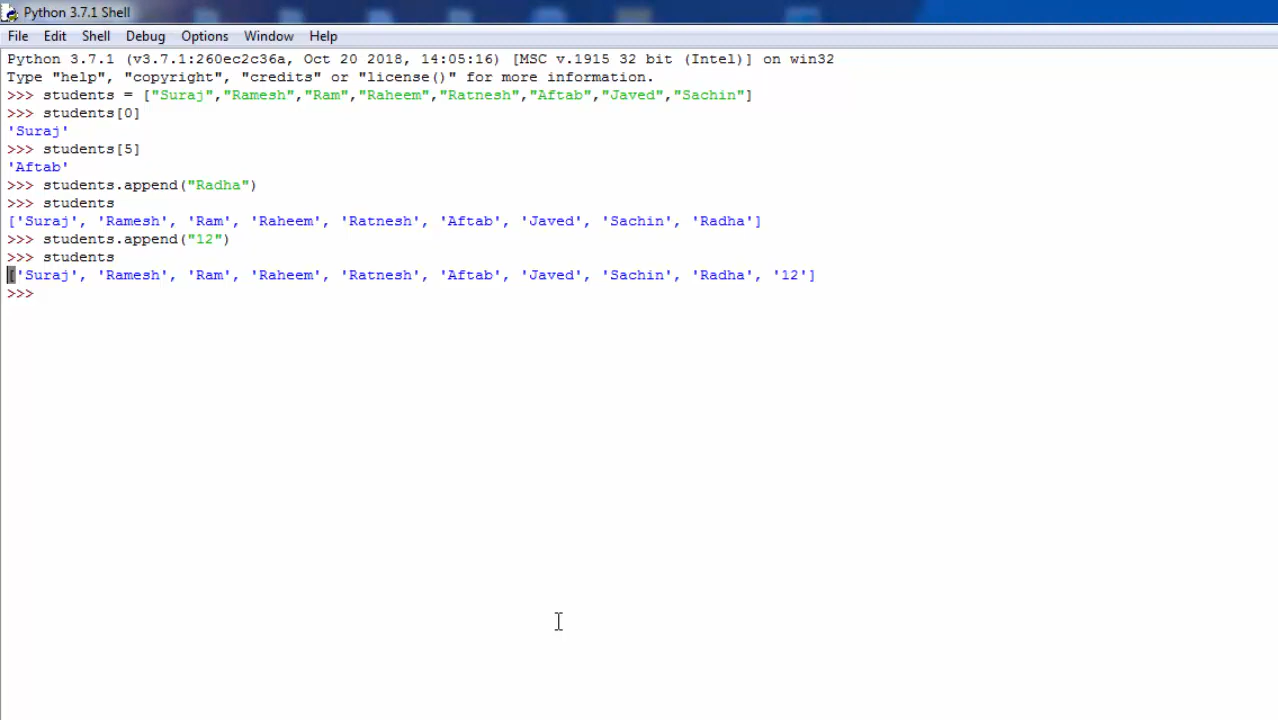 Python 3.7.1 Shell
File Edit Shell Debug Options Window Help
Python 3.7.1 (v3.7.1:260ec2c36a, Oct 20 2018, 14:05:16) [MSC v.1915 32 bit (Intel)] on win32
Type "help", "copyright", "credits" or "license()" for more information.
>>> students = ["Suraj","Ramesh","Ram","Raheem","Ratnesh","Aftab","Javed","Sachin"]
>>> students[0]
'Suraj'
>>> students[5]
'Aftab'
>>> students.append("Radha")
>>> students
['Suraj', 'Ramesh', 'Ram', 'Raheem', 'Ratnesh', 'Aftab', 'Javed', 'Sachin', 'Radha']
>>> students.append("12")
>>> students
['Suraj', 'Ramesh', 'Ram', 'Raheem', 'Ratnesh', 'Aftab', 'Javed', 'Sachin', 'Radha', '12']
>>>